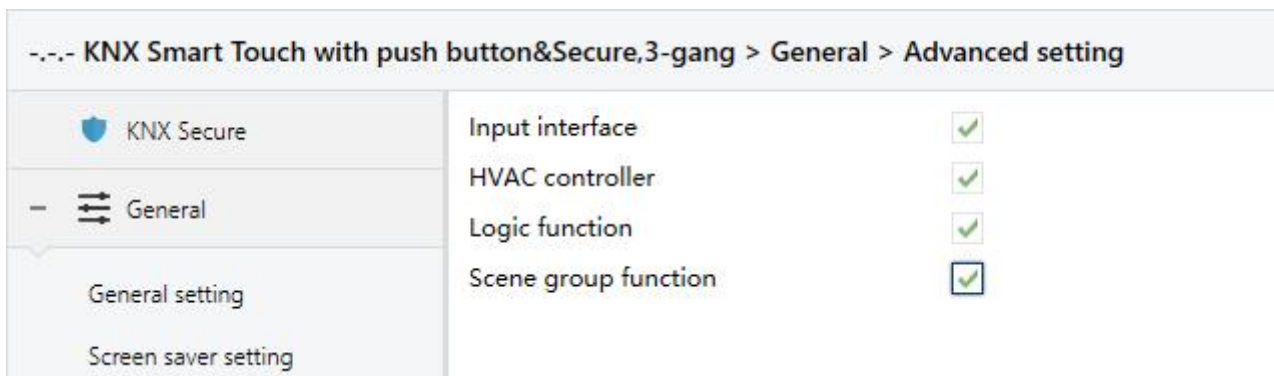 -.-.- KNX Smart Touch with push button&Secure,3-gang > General > Advanced setting
KNX Secure
General
General setting
Screen saver setting
Input interface
HVAC controller
Logic function
Scene group function